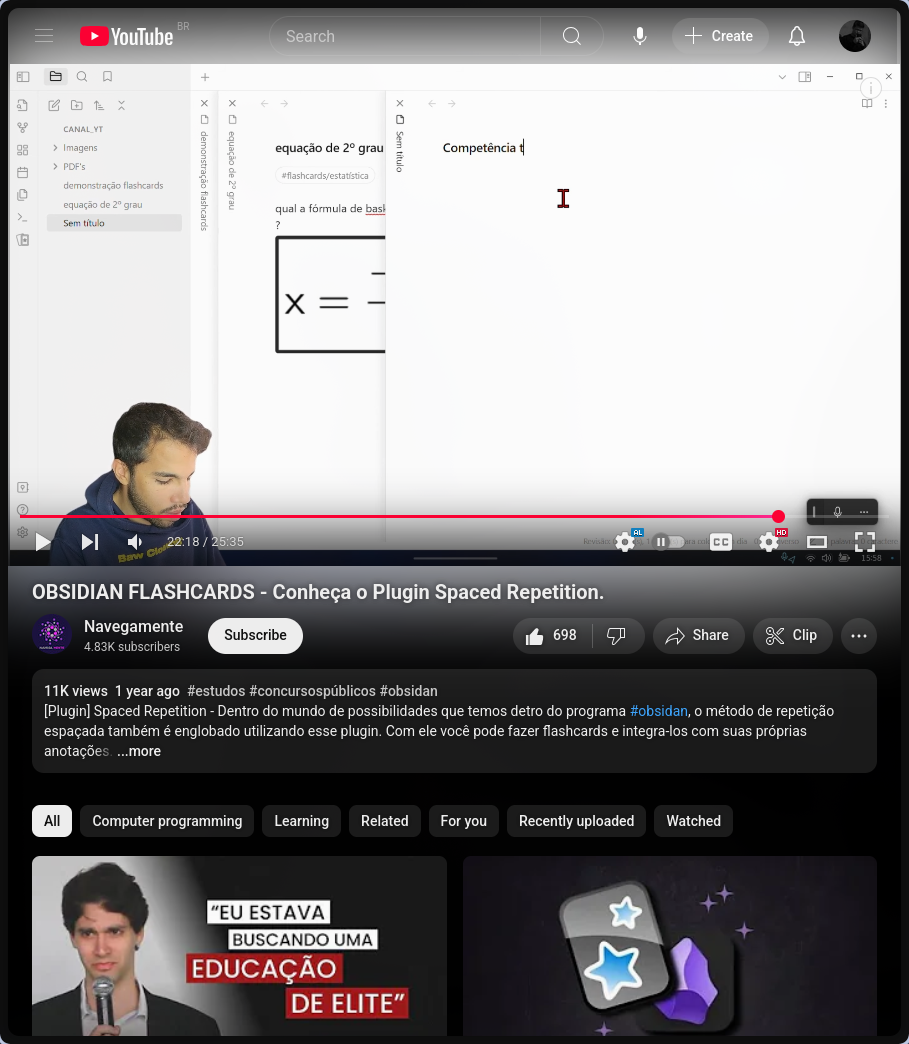 YouTube BR
Search
Create
CANAL_YT
Imagens
PDF's
demonstração flashcards
equação de 2º grau
Sem título
demonstração flashcards
equação de 2º grau
equação de 2º grau
#flashcards/estatística
qual a fórmula de bask
?
x =
Sem título
Competência t
22:18 / 25:35
AL
CC
HD
15:58
OBSIDIAN FLASHCARDS - Conheça o Plugin Spaced Repetition.
Navegamente
4.83K subscribers
Subscribe
698
Share
Clip
11K views 1 year ago #estudos #concursospúblicos #obsidan
[Plugin] Spaced Repetition - Dentro do mundo de possibilidades que temos detro do programa #obsidan, o método de repetição
espaçada também é englobado utilizando esse plugin. Com ele você pode fazer flashcards e integra-los com suas próprias
anotações. ...more
All
Computer programming
Learning
Related
For you
Recently uploaded
Watched
“EU ESTAVA
BUSCANDO UMA
EDUCAÇÃO
DE ELITE”